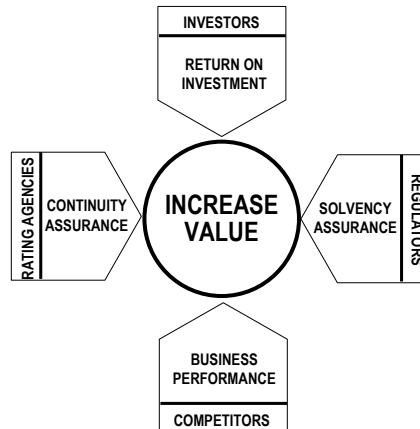 INVESTORS
RETURN ON
INVESTMENT
RATING AGENCIES
CONTINUITY
ASSURANCE
INCREASE
VALUE
SOLVENCY
ASSURANCE
REGULATORS
BUSINESS
PERFORMANCE
COMPETITORS